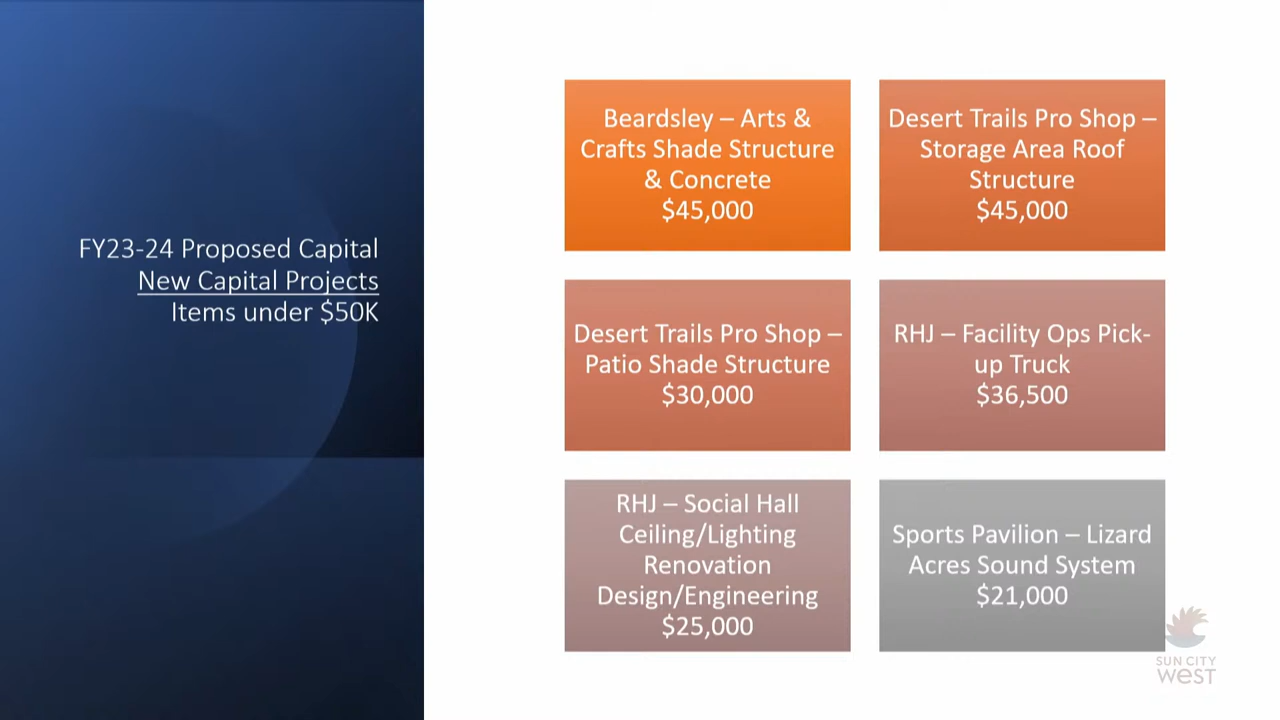 FY23-24 Proposed Capital
New Capital Projects
Items under $50K
Beardsley – Arts &
Crafts Shade Structure
& Concrete
$45,000
Desert Trails Pro Shop –
Storage Area Roof
Structure
$45,000
Desert Trails Pro Shop –
Patio Shade Structure
$30,000
RHJ – Facility Ops Pick-
up Truck
$36,500
RHJ – Social Hall
Ceiling/Lighting
Renovation
Design/Engineering
$25,000
Sports Pavilion – Lizard
Acres Sound System
$21,000
SUN CITY
west